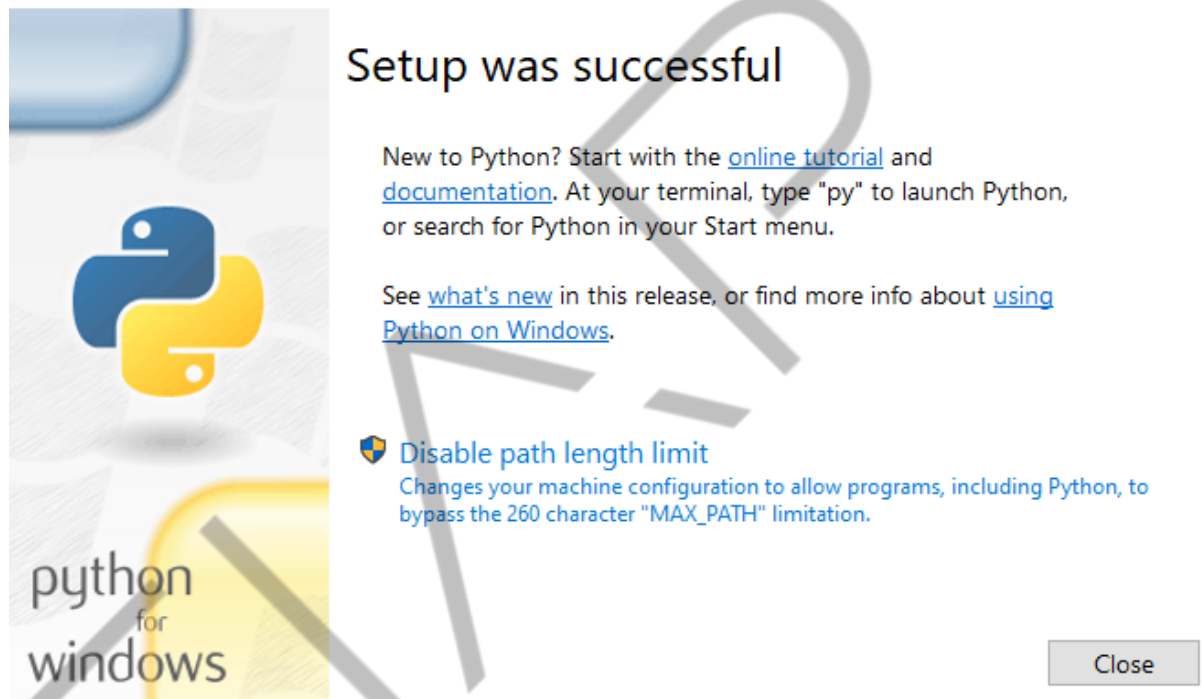 Setup was successful
New to Python? Start with the online tutorial and
documentation. At your terminal, type "py" to launch Python,
or search for Python in your Start menu.
See what's new in this release, or find more info about using
Python on Windows.
Disable path length limit
Changes your machine configuration to allow programs, including Python, to
bypass the 260 character "MAX_PATH" limitation.
python
for
windows
Close